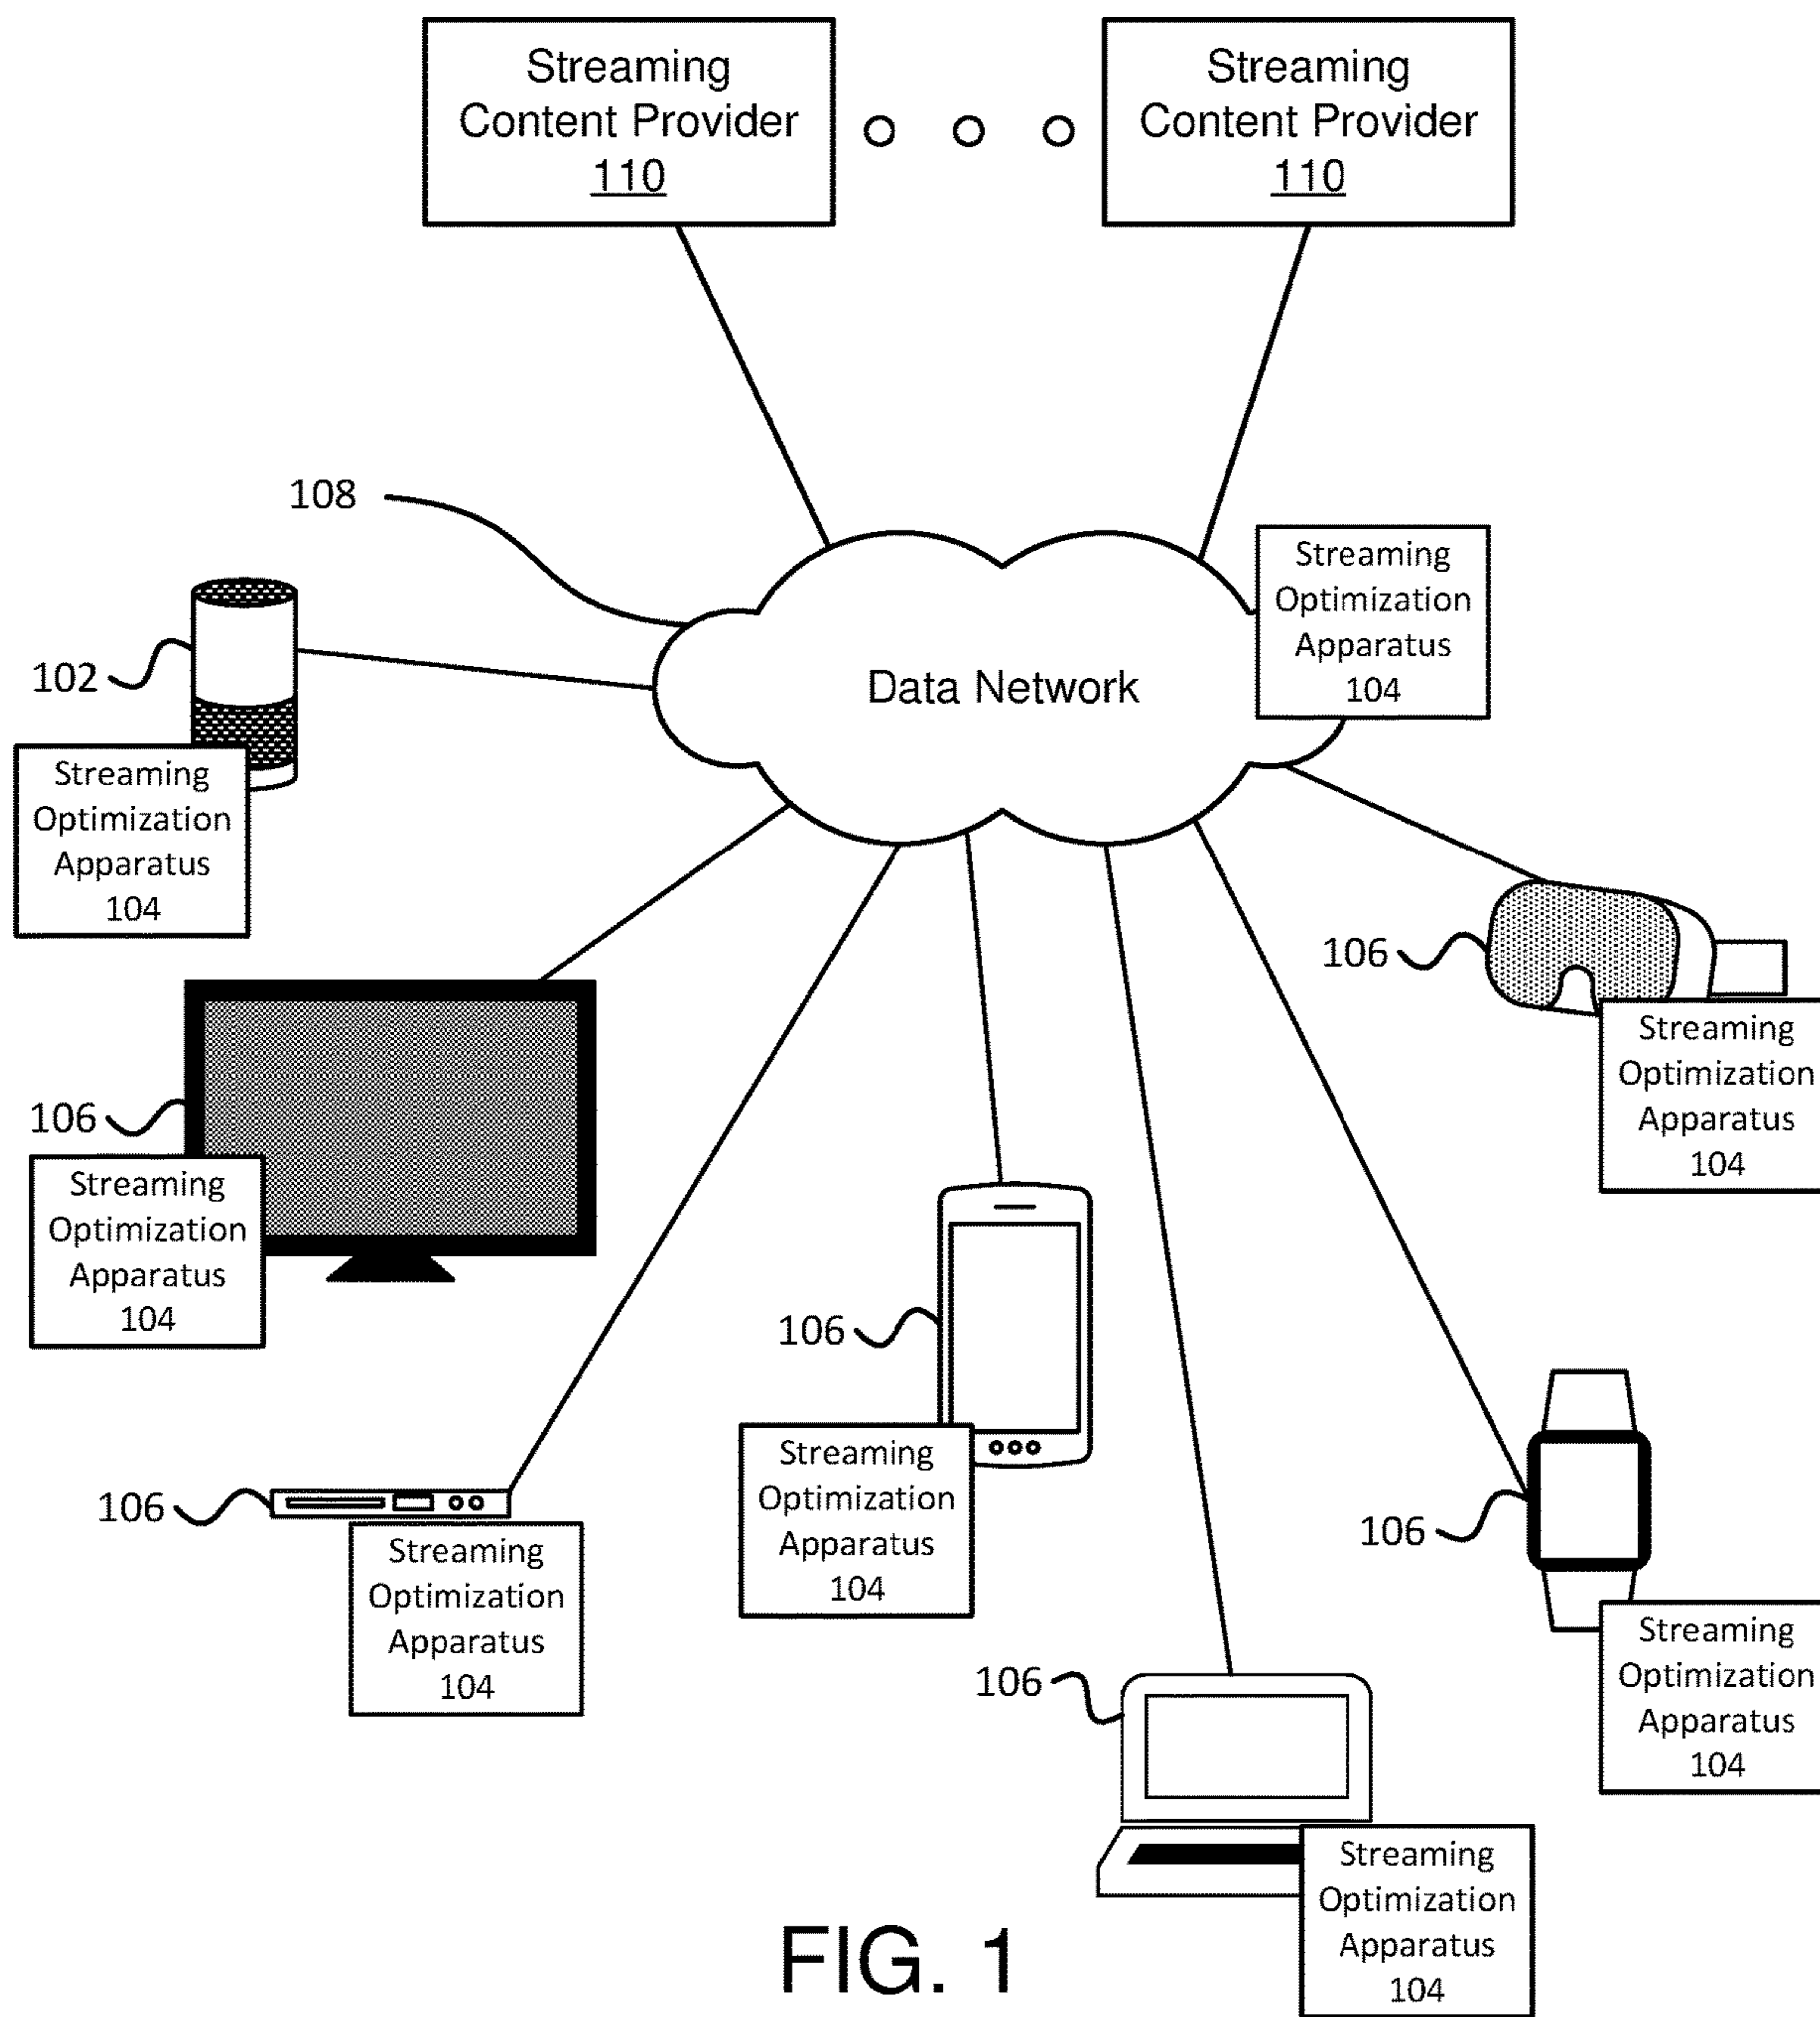 Streaming
Content Provider
110
Streaming
Content Provider
110
108
Streaming
Optimization
Apparatus
104
Data Network
102
Streaming
Optimization
Apparatus
104
106
Streaming
Optimization
Apparatus
104
106
Streaming
Optimization
Apparatus
104
106
Streaming
Optimization
Apparatus
104
106
Streaming
Optimization
Apparatus
104
106
Streaming
Optimization
Apparatus
104
106
Streaming
Optimization
Apparatus
104
FIG. 1